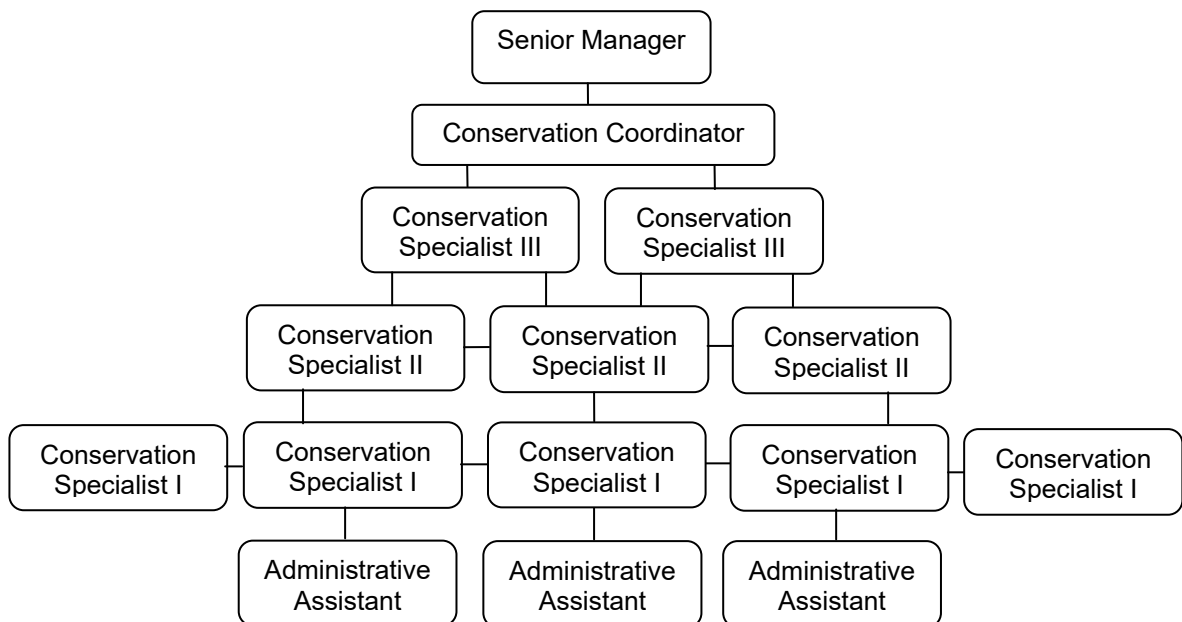 Senior Manager
Conservation Coordinator
Conservation
Specialist III
Conservation
Specialist III
Conservation
Specialist II
Conservation
Specialist II
Conservation
Specialist II
Conservation
Specialist I
Conservation
Specialist I
Conservation
Specialist I
Conservation
Specialist I
Conservation
Specialist I
Administrative
Assistant
Administrative
Assistant
Administrative
Assistant